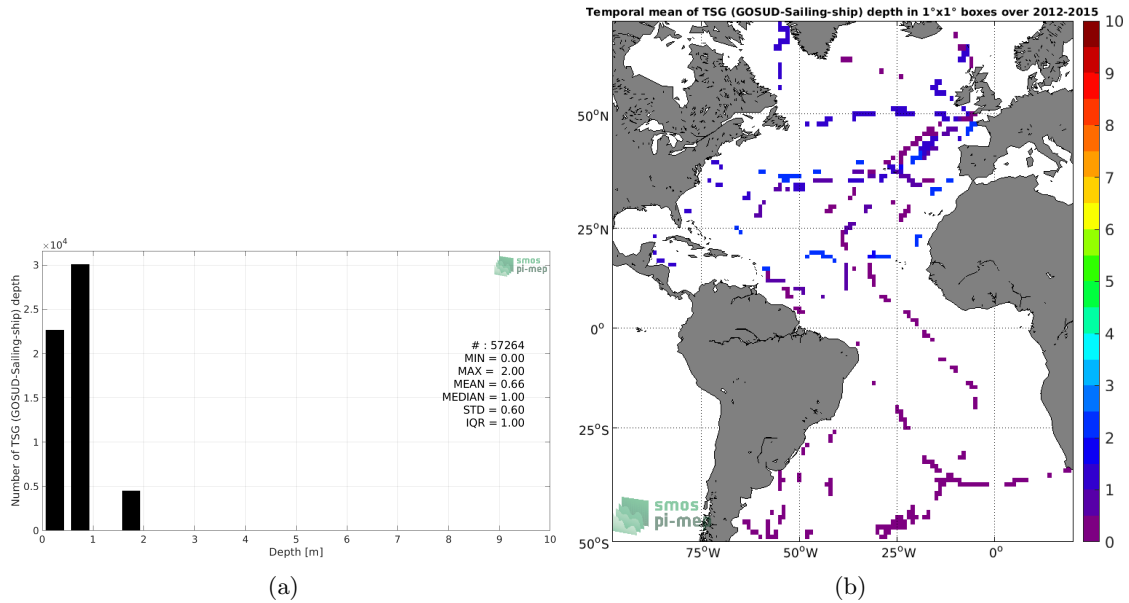 ×10⁴
3
2.5
2
1.5
1
0.5
0
0 1 2 3 4 5 6 7 8 9 10
Number of TSG (GOSUD-Sailing-ship) depth
Depth [m]
smos
pi-mep
# : 57264
MIN = 0.00
MAX = 2.00
MEAN = 0.66
MEDIAN = 1.00
STD = 0.60
IQR = 1.00
(a)
Temporal mean of TSG (GOSUD-Sailing-ship) depth in 1°x1° boxes over 2012-2015
50°N
25°N
0°
25°S
50°S
75°W 50°W 25°W 0°
smos
pi-mep
10
9
8
7
6
5
4
3
2
1
0
(b)